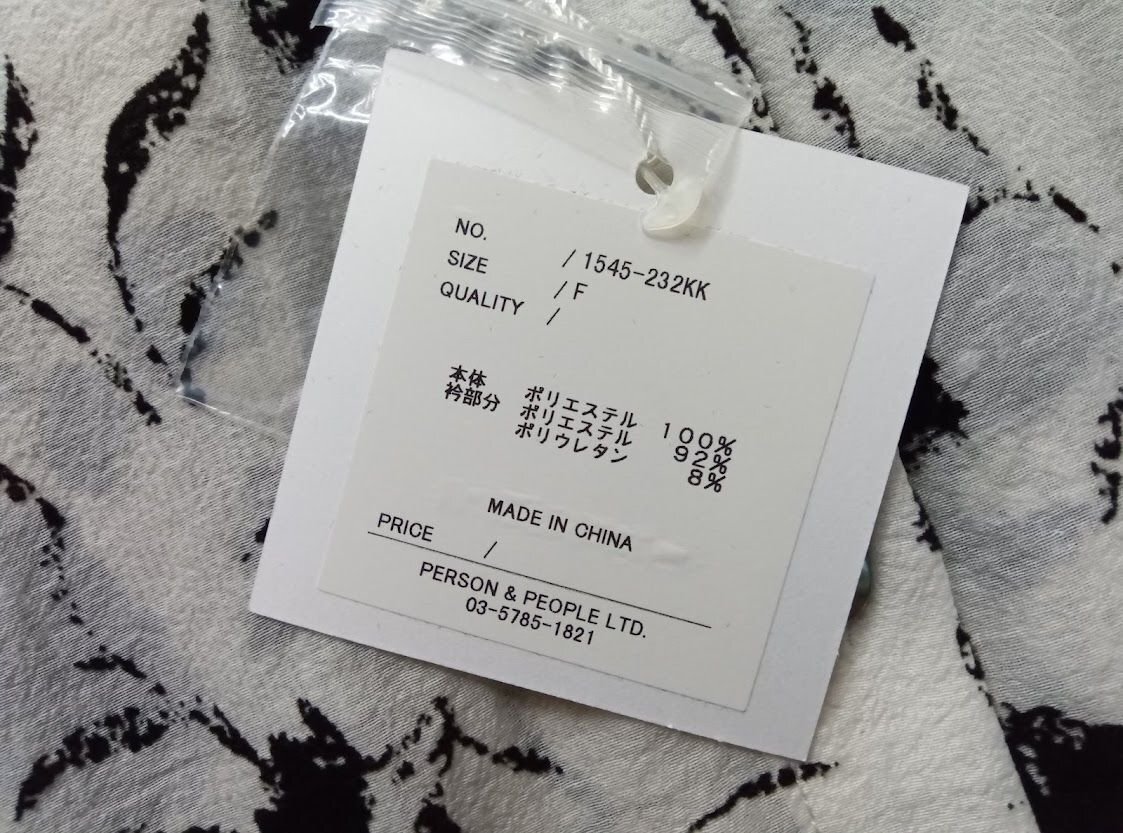 NO. / 1545-232KK
SIZE / F
QUALITY /
本体 ポリエステル 100%
衿部分 ポリエステル 92%
ポリウレタン 8%
MADE IN CHINA
PRICE /
PERSON & PEOPLE LTD.
03-5785-1821